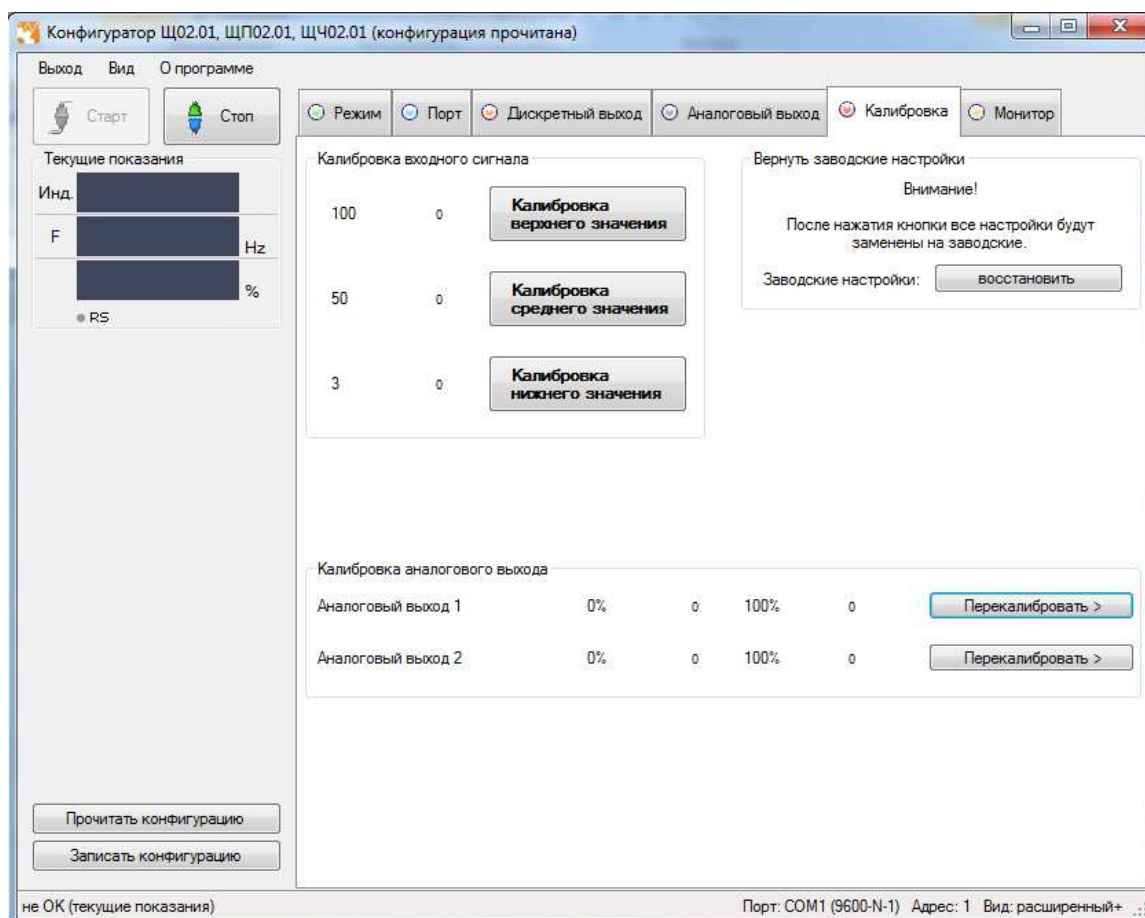 Конфигуратор Щ02.01, ЩП02.01, ЩЧ02.01 (конфигурация прочитана)
Выход Вид О программе
Старт Стоп
Режим Порт Дискретный выход Аналоговый выход Калибровка Монитор
Текущие показания
Инд.
F Hz
%
RS
Калибровка входного сигнала
100 0 Калибровка
верхнего значения
50 0 Калибровка
среднего значения
3 0 Калибровка
нижнего значения
Вернуть заводские настройки
Внимание!
После нажатия кнопки все настройки будут
заменены на заводские.
Заводские настройки: восстановить
Калибровка аналогового выхода
Аналоговый выход 1 0% 0 100% 0 Перекалибровать >
Аналоговый выход 2 0% 0 100% 0 Перекалибровать >
Прочитать конфигурацию
Записать конфигурацию
не OK (текущие показания) Порт: COM1 (9600-N-1) Адрес: 1 Вид: расширенный+